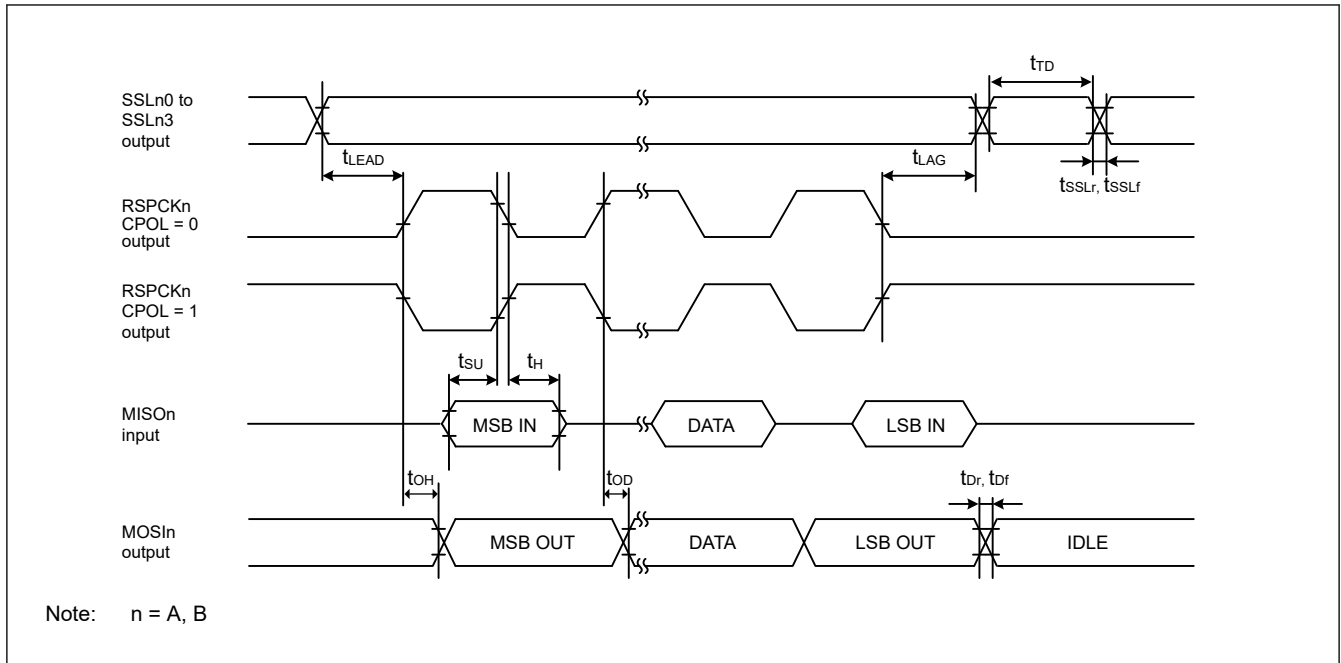 tTD
SSLn0 to
SSLn3
output
tLEAD
tLAG
tSSLr, tSSLf
RSPCKn
CPOL = 0
output
RSPCKn
CPOL = 1
output
tSU
tH
MISOn
input
MSB IN
DATA
LSB IN
tOH
tOD
tDr, tDf
MOSIn
output
MSB OUT
DATA
LSB OUT
IDLE
Note: n = A, B